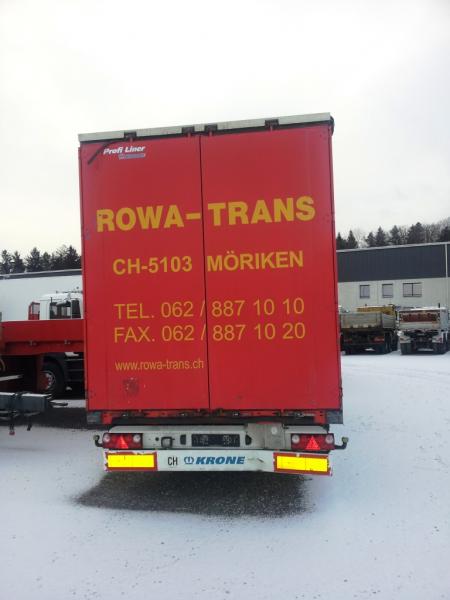 Profi Liner
ROWA-TRANS
CH-5103 MÖRIKEN
TEL. 062 / 887 10 10
FAX. 062 / 887 10 20
www.rowa-trans.ch
CH KRONE